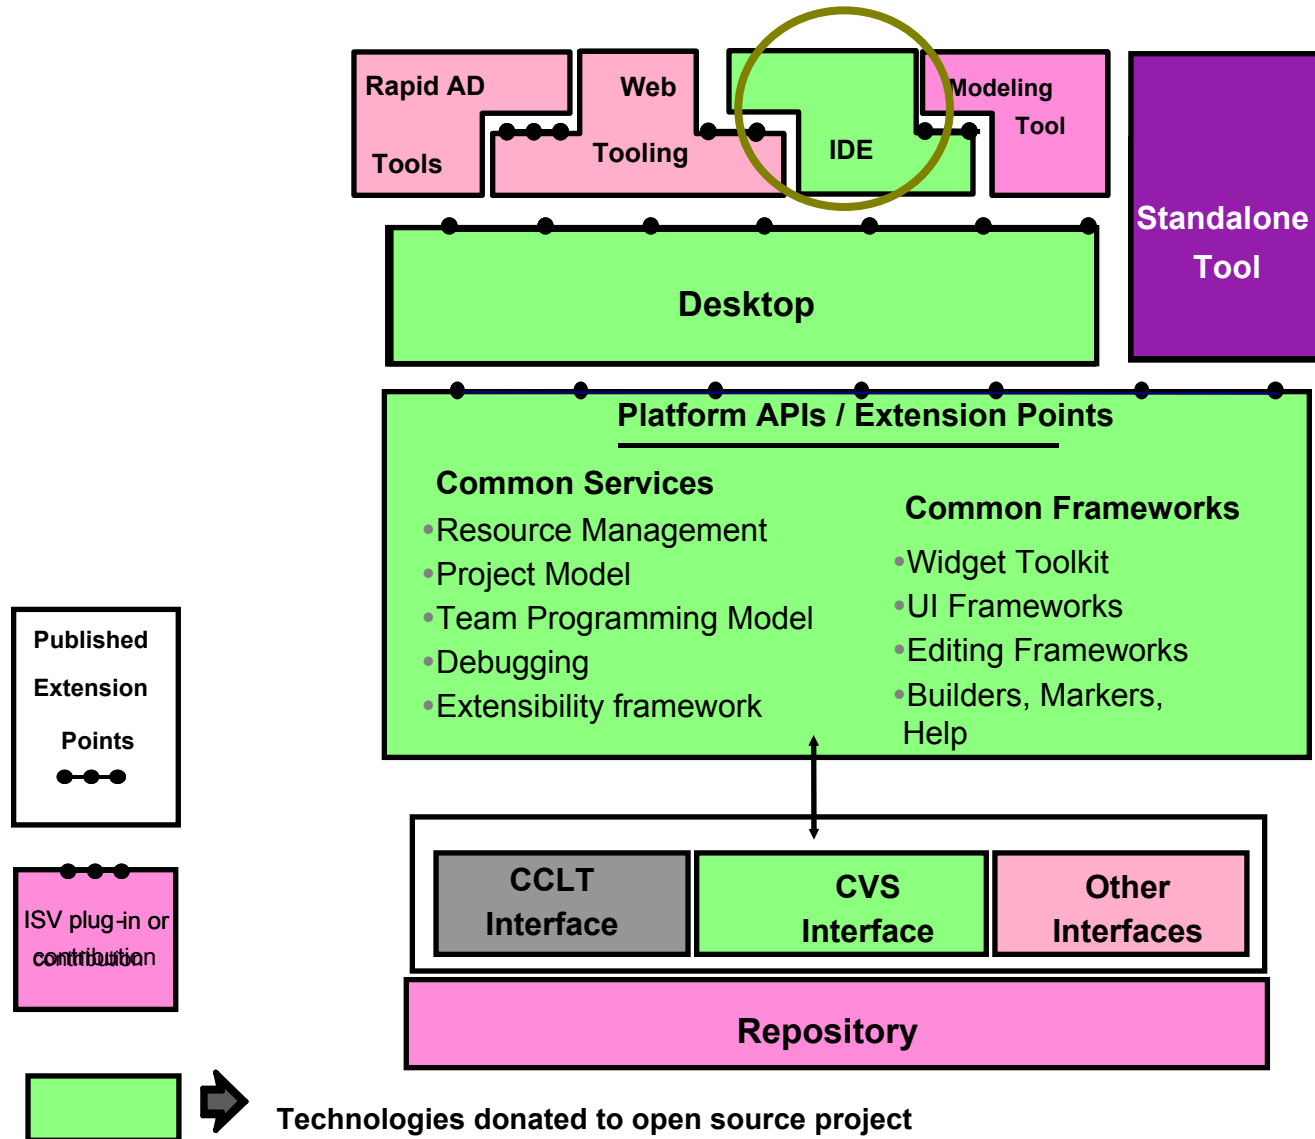 Rapid AD
Tools
Web
Tooling
IDE
Modeling
Tool
Standalone
Tool
Desktop
Platform APIs / Extension Points
Common Services
•Resource Management
•Project Model
•Team Programming Model
•Debugging
•Extensibility framework
Common Frameworks
•Widget Toolkit
•UI Frameworks
•Editing Frameworks
•Builders, Markers,
Help
Published
Extension
Points
CCLT
Interface
CVS
Interface
Other
Interfaces
ISV plug-in or
contribution
Repository
Technologies donated to open source project